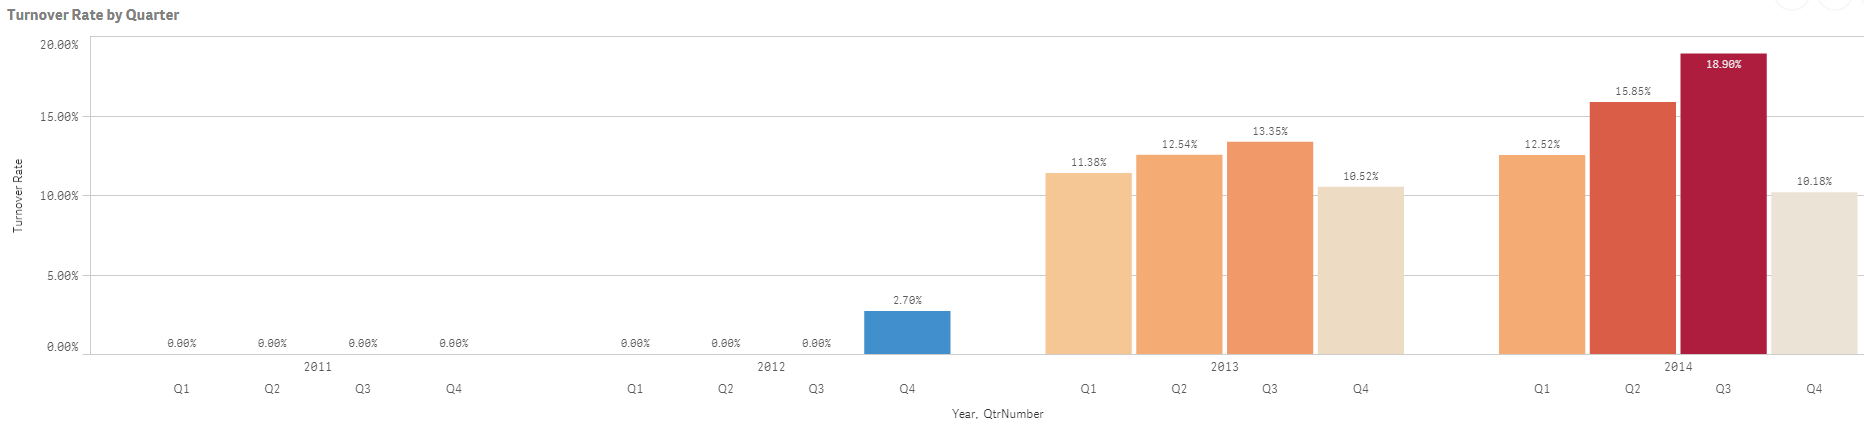 Turnover Rate by Quarter
20.00%
15.00%
10.00%
5.00%
0.00%
Turnover Rate
0.00% 0.00% 0.00% 0.00% 0.00% 0.00% 0.00% 2.70% 11.38% 12.54% 13.35% 10.52% 12.52% 15.85% 18.90% 10.18%
2011 2012 2013 2014
Q1 Q2 Q3 Q4 Q1 Q2 Q3 Q4 Q1 Q2 Q3 Q4 Q1 Q2 Q3 Q4
Year, QtrNumber